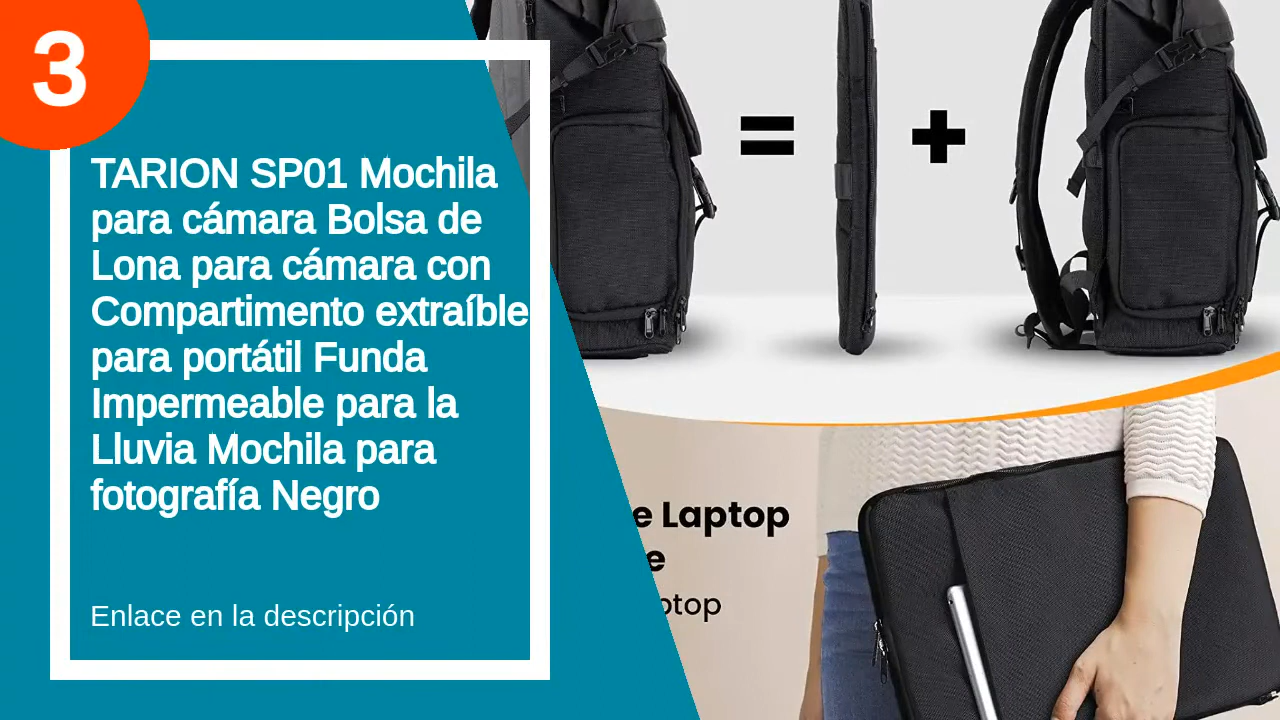 3
TARION SP01 Mochila
para cámara Bolsa de
Lona para cámara con
Compartimento extraíble
para portátil Funda
Impermeable para la
Lluvia Mochila para
fotografía Negro
Enlace en la descripción
= +
e Laptop
e
ptop